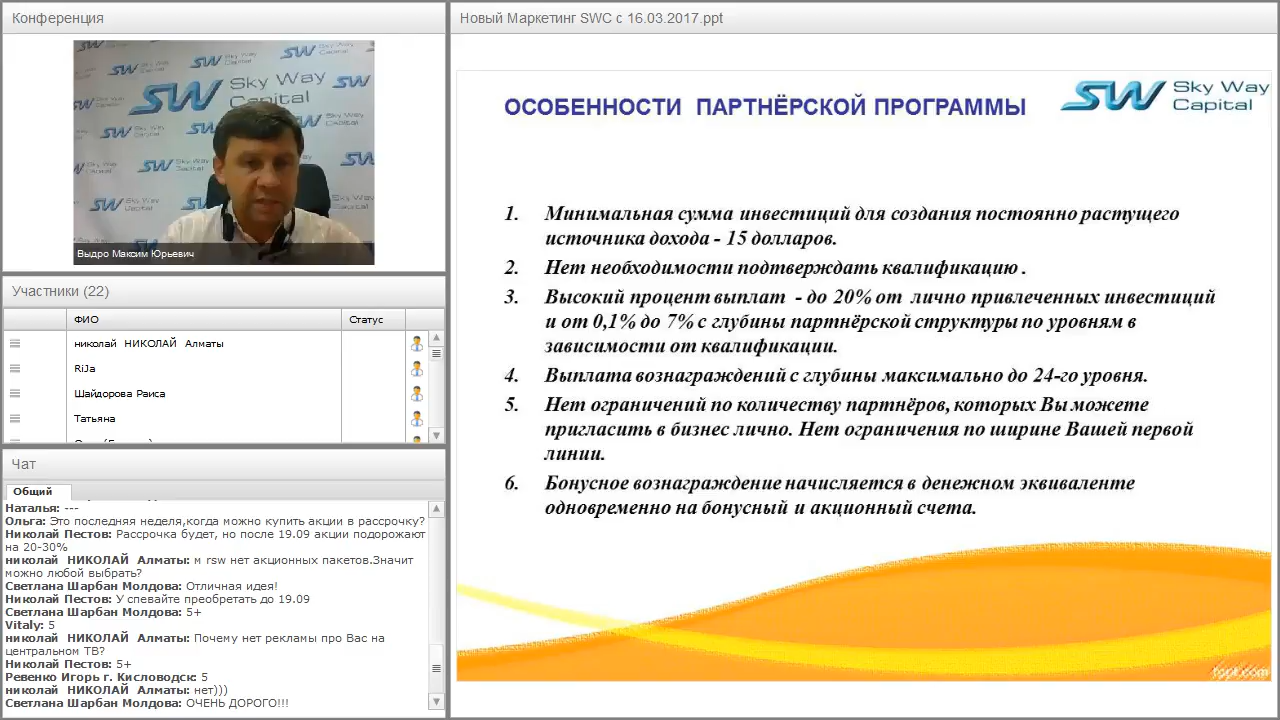 Конференция
SW
Sky Way
Capital
Выдро Максим Юрьевич
Участники (22)
ФИО
Статус
николай НИКОЛАЙ Алматы
RiJa
Шайдорова Раиса
Татьяна
Чат
Общий
Наталья: ---
Ольга: Это последняя неделя,когда можно купить акции в рассрочку?
Николай Пестов: Рассрочка будет, но после 19.09 акции подорожают
на 20-30%
николай НИКОЛАЙ Алматы: м rsw нет акционных пакетов.Значит
можно любой выбрать?
Светлана Шарбан Молдова: Отличная идея!
Николай Пестов: У спевайте преобретать до 19.09
Светлана Шарбан Молдова: 5+
Vitaly: 5
николай НИКОЛАЙ Алматы: Почему нет рекламы про Вас на
центральном ТВ?
Николай Пестов: 5+
Ревенко Игорь г. Кисловодск: 5
николай НИКОЛАЙ Алматы: нет)))
Светлана Шарбан Молдова: ОЧЕНЬ ДОРОГО!!!
Новый Маркетинг SWC с 16.03.2017.ppt
ОСОБЕННОСТИ ПАРТНЁРСКОЙ ПРОГРАММЫ
SW Sky Way
Capital
1. Минимальная сумма инвестиций для создания постоянно растущего
источника дохода - 15 долларов.
2. Нет необходимости подтверждать квалификацию .
3. Высокий процент выплат - до 20% от лично привлеченных инвестиций
и от 0,1% до 7% с глубины партнёрской структуры по уровням в
зависимости от квалификации.
4. Выплата вознаграждений с глубины максимально до 24-го уровня.
5. Нет ограничений по количеству партнёров, которых Вы можете
пригласить в бизнес лично. Нет ограничения по ширине Вашей первой
линии.
6. Бонусное вознаграждение начисляется в денежном эквиваленте
одновременно на бонусный и акционный счета.
fppt.com